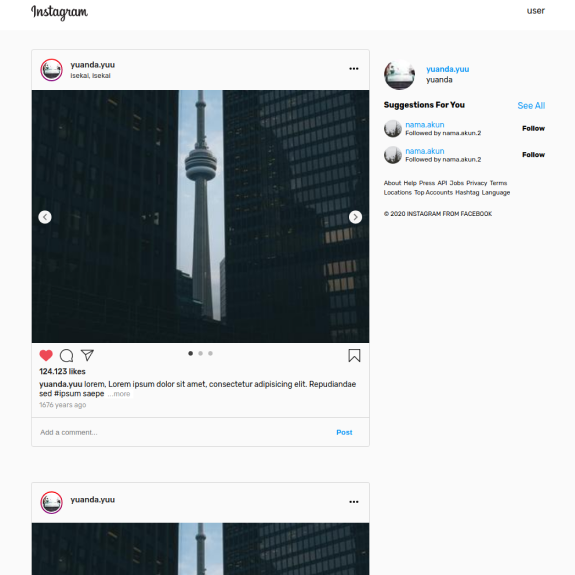 Instagram
user
yuanda.yuu
Isekai, Isekai
124.123 likes
yuanda.yuu lorem, Lorem ipsum dolor sit amet, consectetur adipisicing elit. Repudiandae
sed #ipsum saepe ...more
1676 years ago
Add a comment...
Post
yuanda.yuu
yuanda.yuu
yuanda
Suggestions For You
See All
nama.akun
Followed by nama.akun.2
Follow
nama.akun
Followed by nama.akun.2
Follow
About Help Press API Jobs Privacy Terms
Locations Top Accounts Hashtag Language
© 2020 INSTAGRAM FROM FACEBOOK